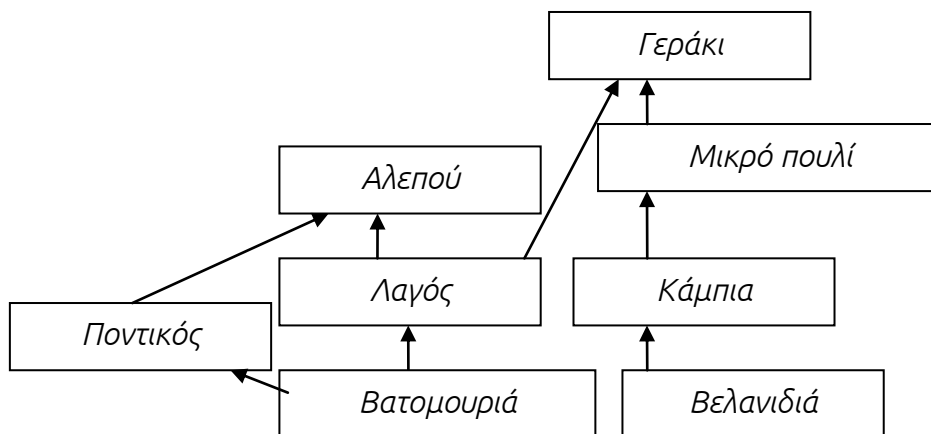 Γεράκι
Μικρό πουλί
Αλεπού
Λαγός
Κάμπια
Ποντικός
Βατομουριά
Βελανιδιά